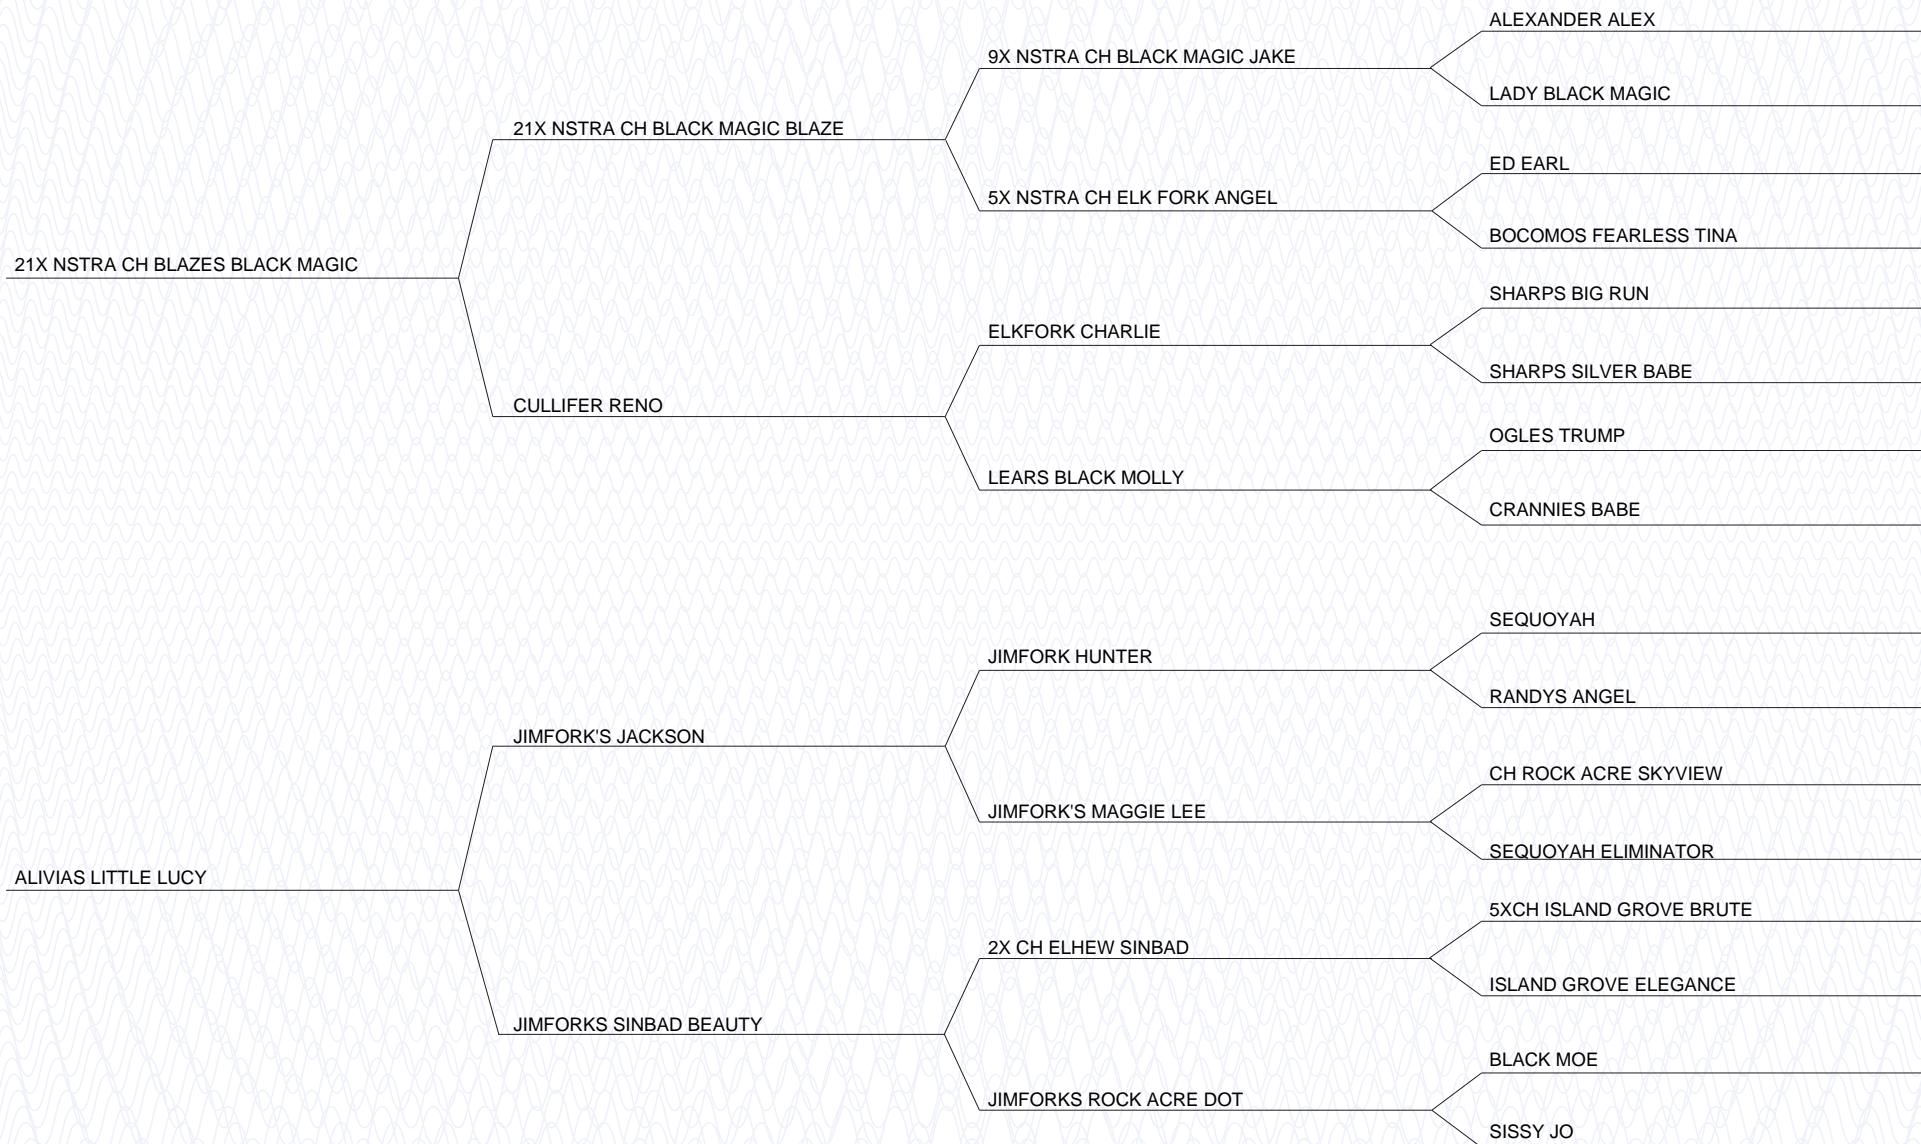 ALEXANDER ALEX
9X NSTRA CH BLACK MAGIC JAKE
LADY BLACK MAGIC
21X NSTRA CH BLACK MAGIC BLAZE
ED EARL
5X NSTRA CH ELK FORK ANGEL
BOCOMOS FEARLESS TINA
21X NSTRA CH BLAZES BLACK MAGIC
SHARPS BIG RUN
ELKFORK CHARLIE
SHARPS SILVER BABE
CULLIFER RENO
OGLES TRUMP
LEARS BLACK MOLLY
CRANNIES BABE
SEQUOYAH
JIMFORK HUNTER
RANDYS ANGEL
JIMFORK'S JACKSON
CH ROCK ACRE SKYVIEW
JIMFORK'S MAGGIE LEE
SEQUOYAH ELIMINATOR
ALIVIAS LITTLE LUCY
5XCH ISLAND GROVE BRUTE
2X CH ELHEW SINBAD
ISLAND GROVE ELEGANCE
JIMFORKS SINBAD BEAUTY
BLACK MOE
JIMFORKS ROCK ACRE DOT
SISSY JO